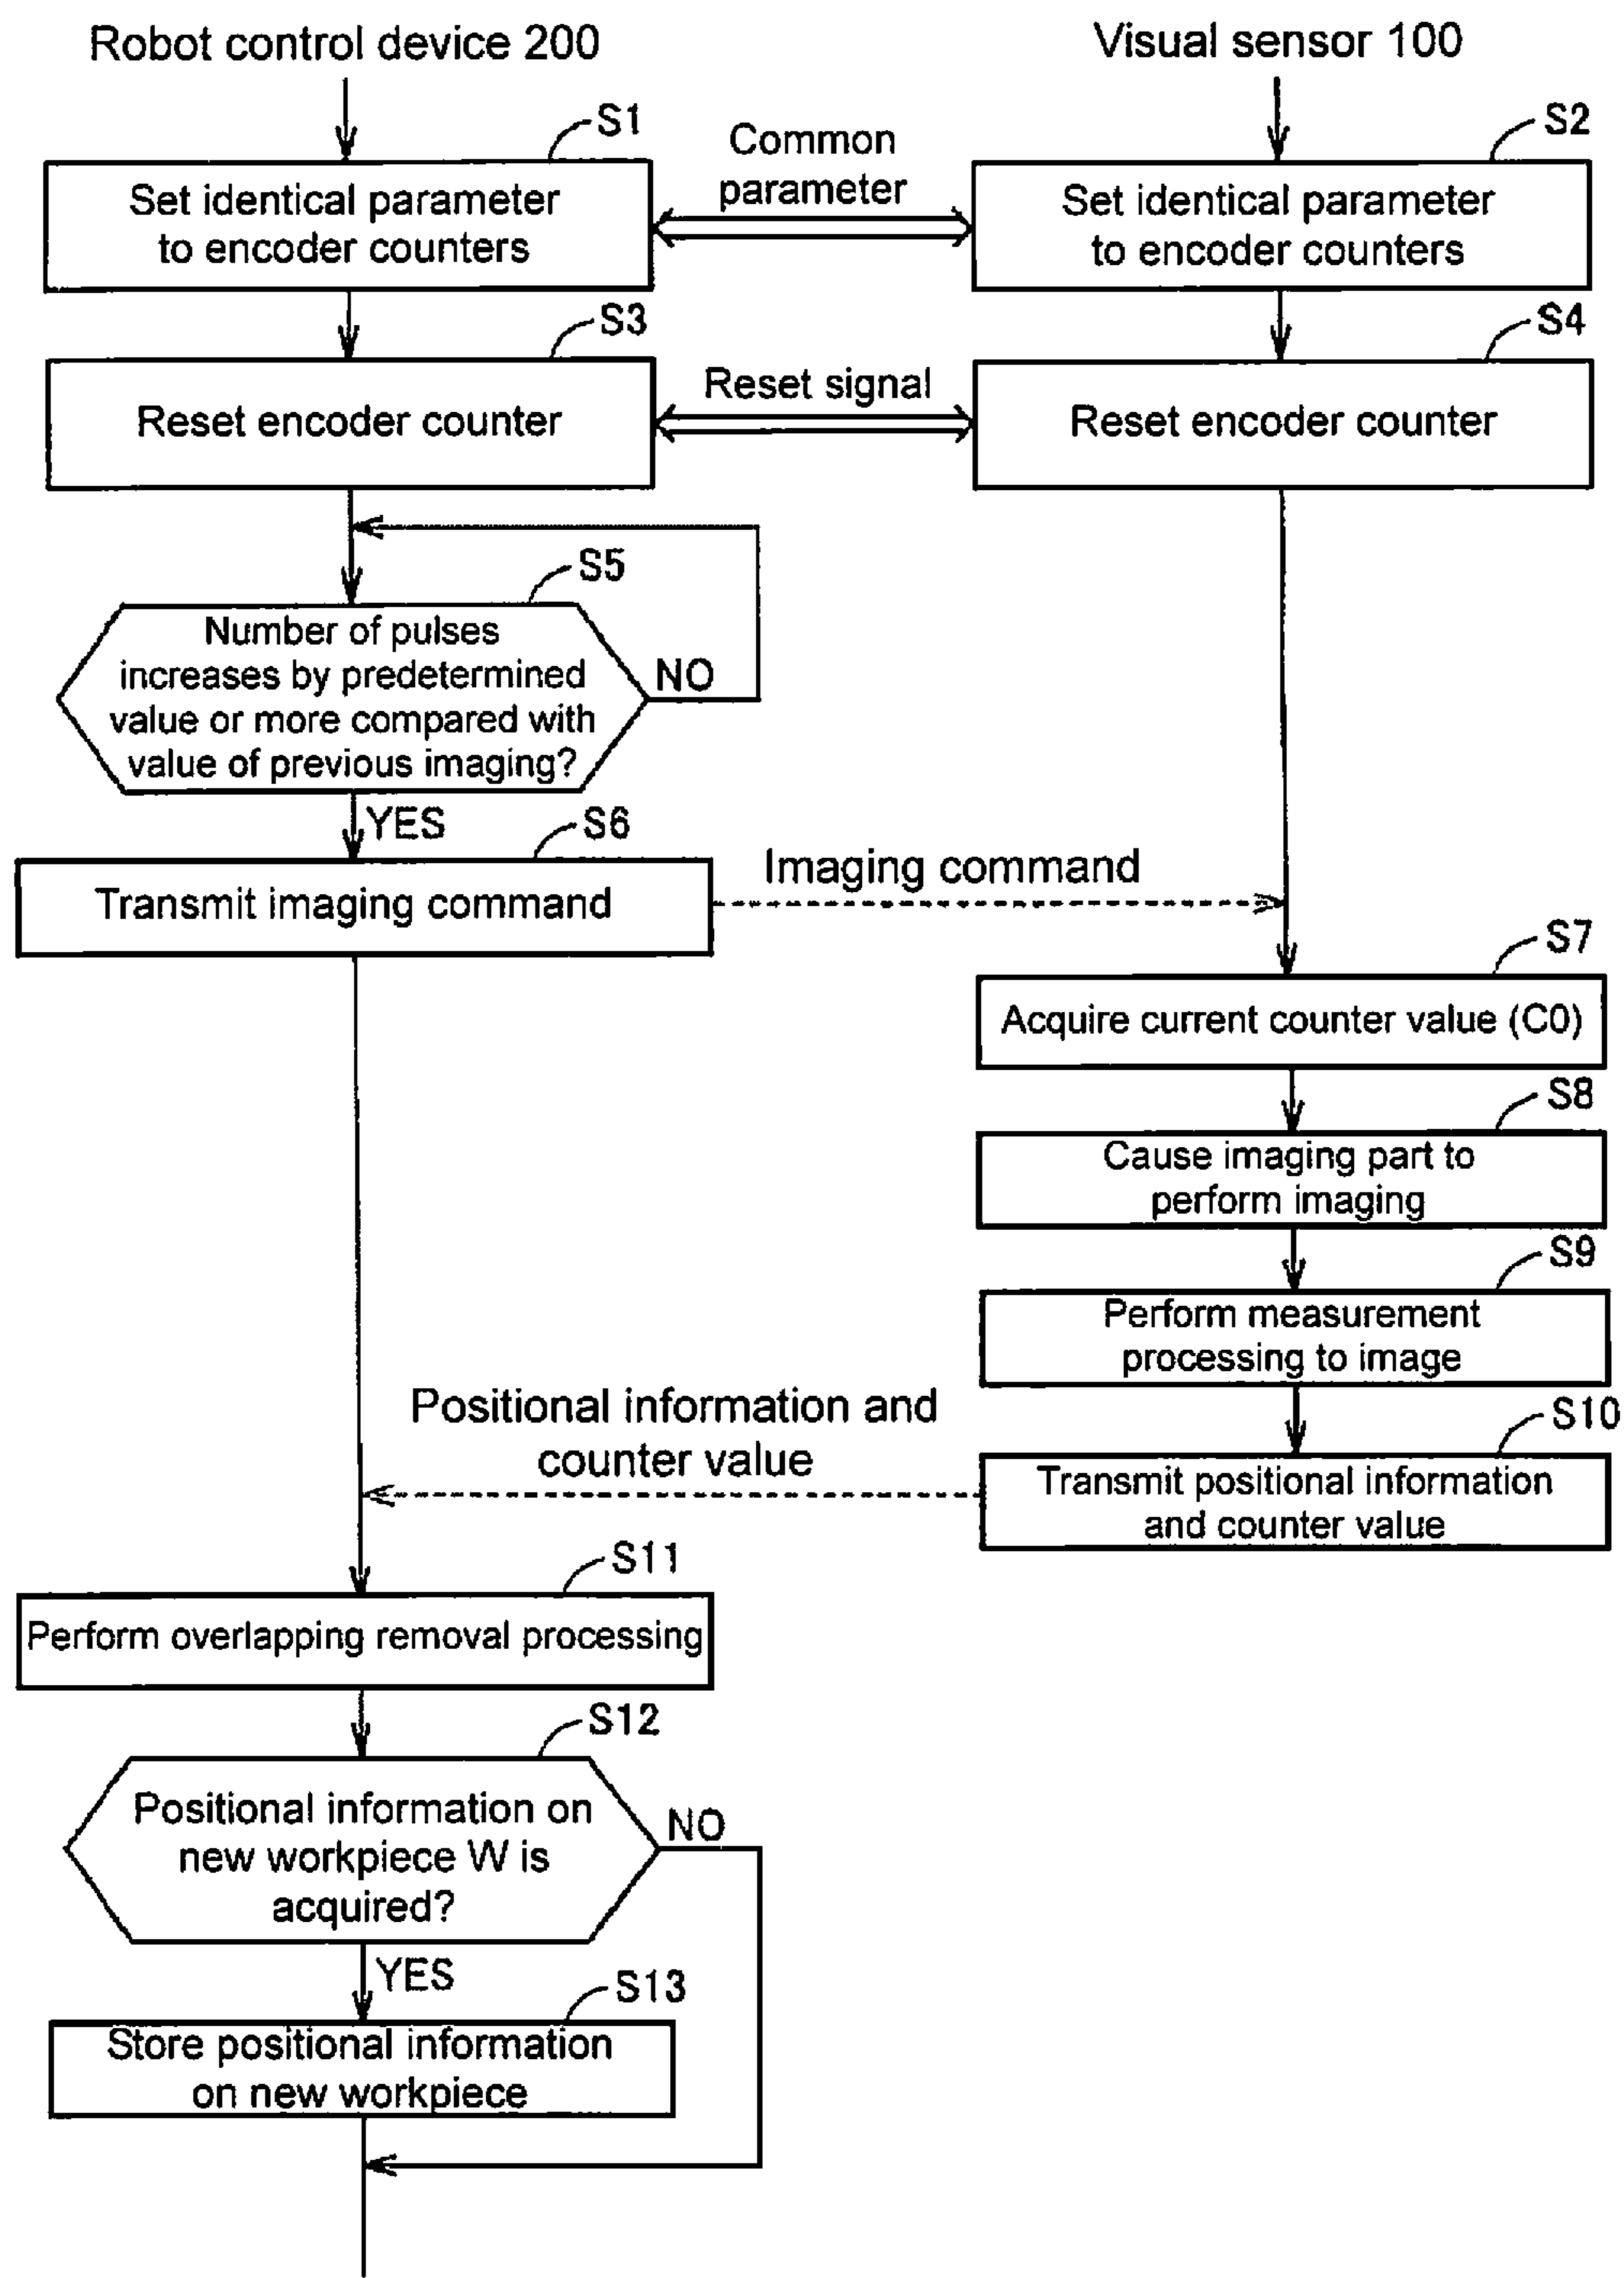 Robot control device 200
Visual sensor 100
S1
Common
parameter
S2
Set identical parameter
to encoder counters
Set identical parameter
to encoder counters
S3
S4
Reset encoder counter
Reset signal
Reset encoder counter
S5
Number of pulses
increases by predetermined
value or more compared with
value of previous imaging?
NO
YES
S6
Transmit imaging command
Imaging command
S7
Acquire current counter value (C0)
S8
Cause imaging part to
perform imaging
S9
Perform measurement
processing to image
S10
Positional information and
counter value
Transmit positional information
and counter value
S11
Perform overlapping removal processing
S12
Positional information on
new workpiece W is
acquired?
NO
YES
S13
Store positional information
on new workpiece